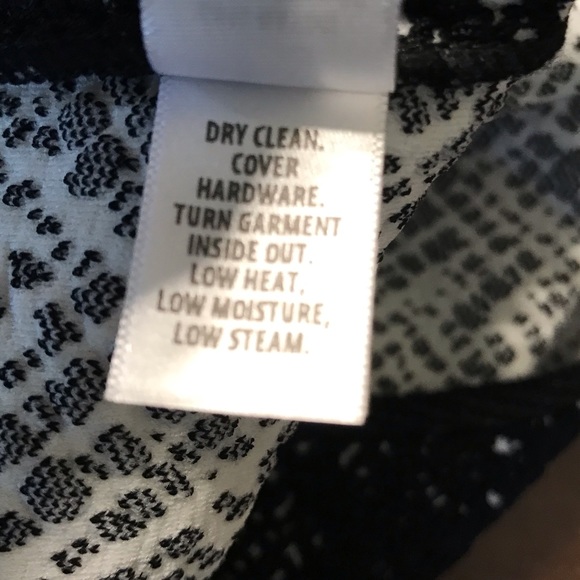 DRY CLEAN.
COVER
HARDWARE.
TURN GARMENT
INSIDE OUT.
LOW HEAT,
LOW MOISTURE,
LOW STEAM.